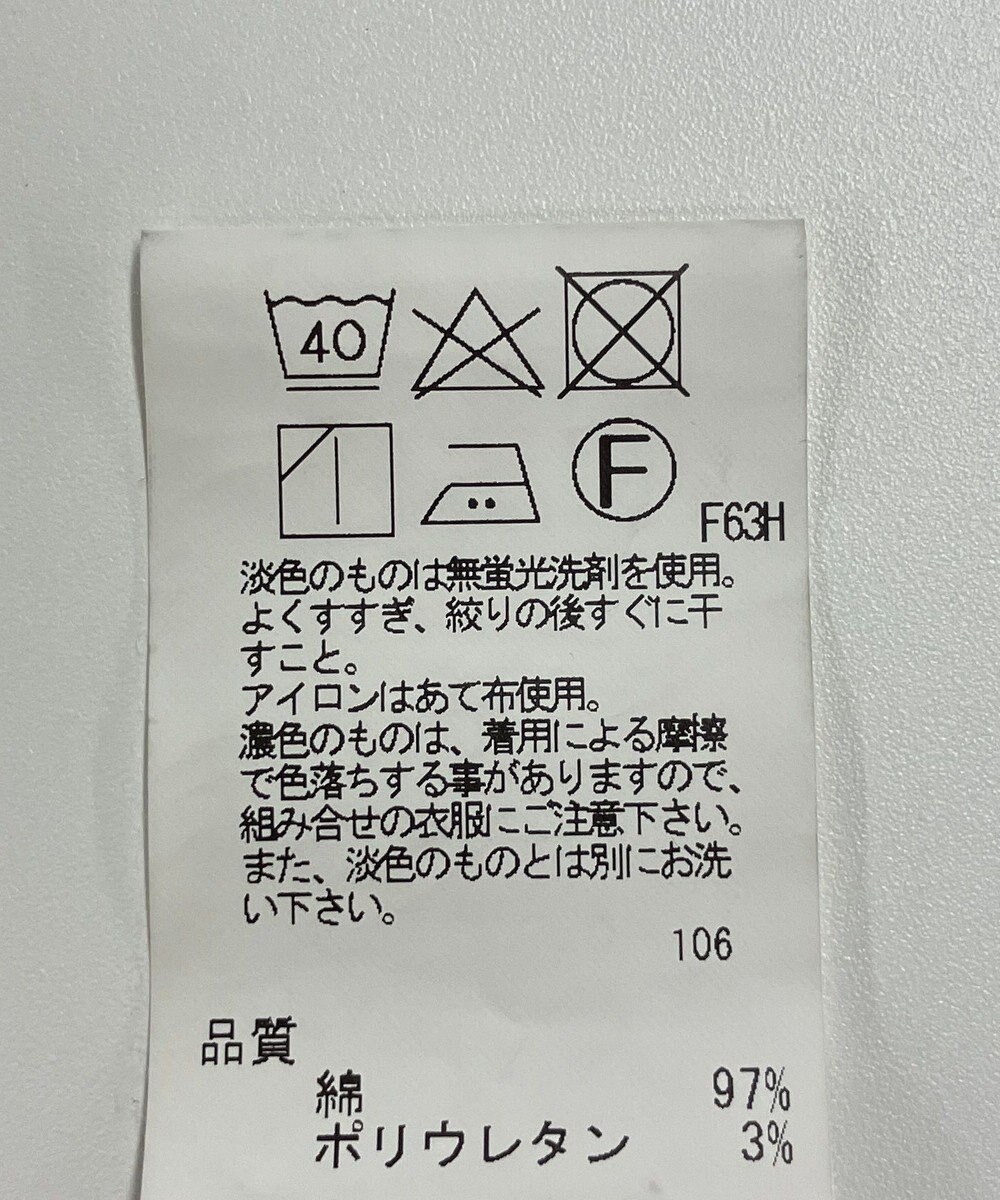 40
F
F63H
淡色のものは無蛍光洗剤を使用。
よくすすぎ、絞りの後すぐに干
すこと。
アイロンはあて布使用。
濃色のものは、着用による摩擦
で色落ちする事がありますので、
組み合せの衣服にご注意下さい。
また、淡色のものとは別にお洗
い下さい。
106
品質
綿 97%
ポリウレタン 3%